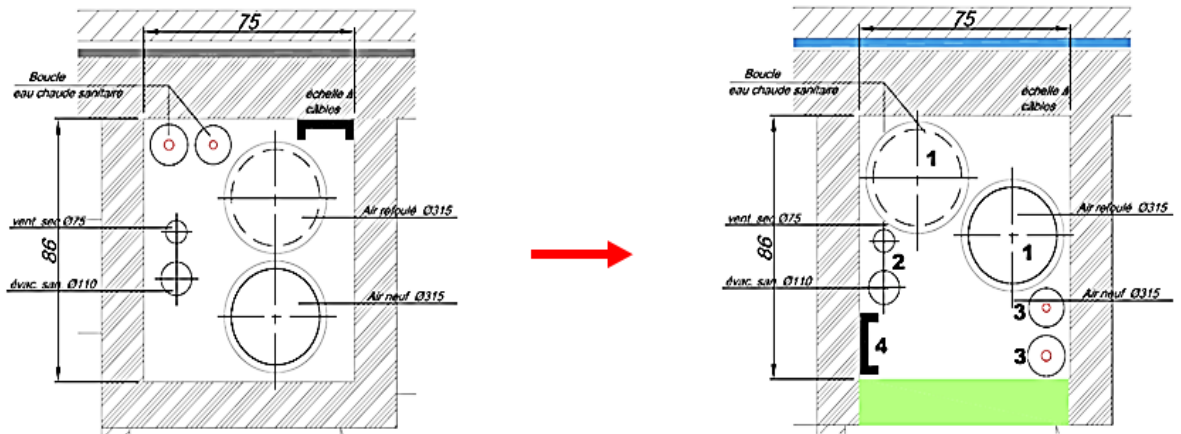 75
Boucle
eau chaude sanitaire
échelle à
câbles
86
vent. sec Ø75
Air refoulé Ø315
évac. san. Ø110
Air neuf Ø315
75
Boucle
eau chaude sanitaire
échelle à
câbles
1
86
vent. sec Ø75
Air refoulé Ø315
2
1
évac. san. Ø110
Air neuf Ø315
3
4
3